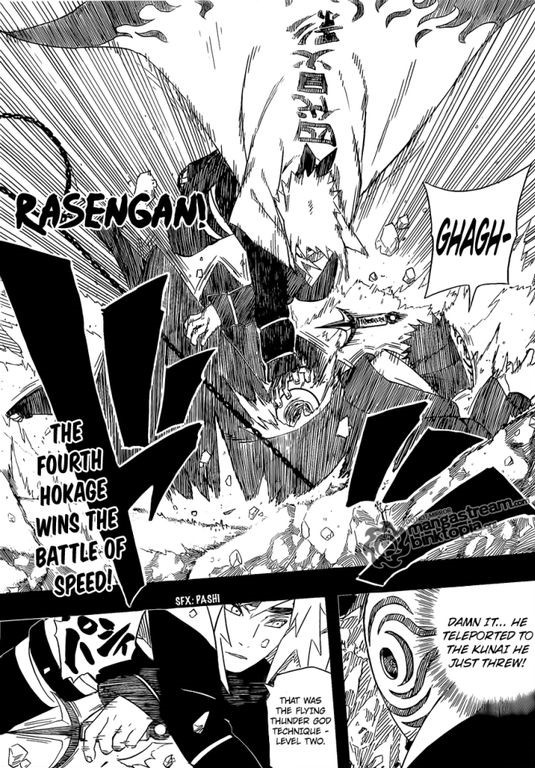 RASENGAN!
GHAGH-
THE
FOURTH
HOKAGE
WINS THE
BATTLE OF
SPEED!
mangastream.com
binktopia
SFX: PASHI
DAMN IT... HE
TELEPORTED TO
THE KUNAI HE
JUST THREW!
THAT WAS
THE FLYING
THUNDER GOD
TECHNIQUE -
LEVEL TWO.